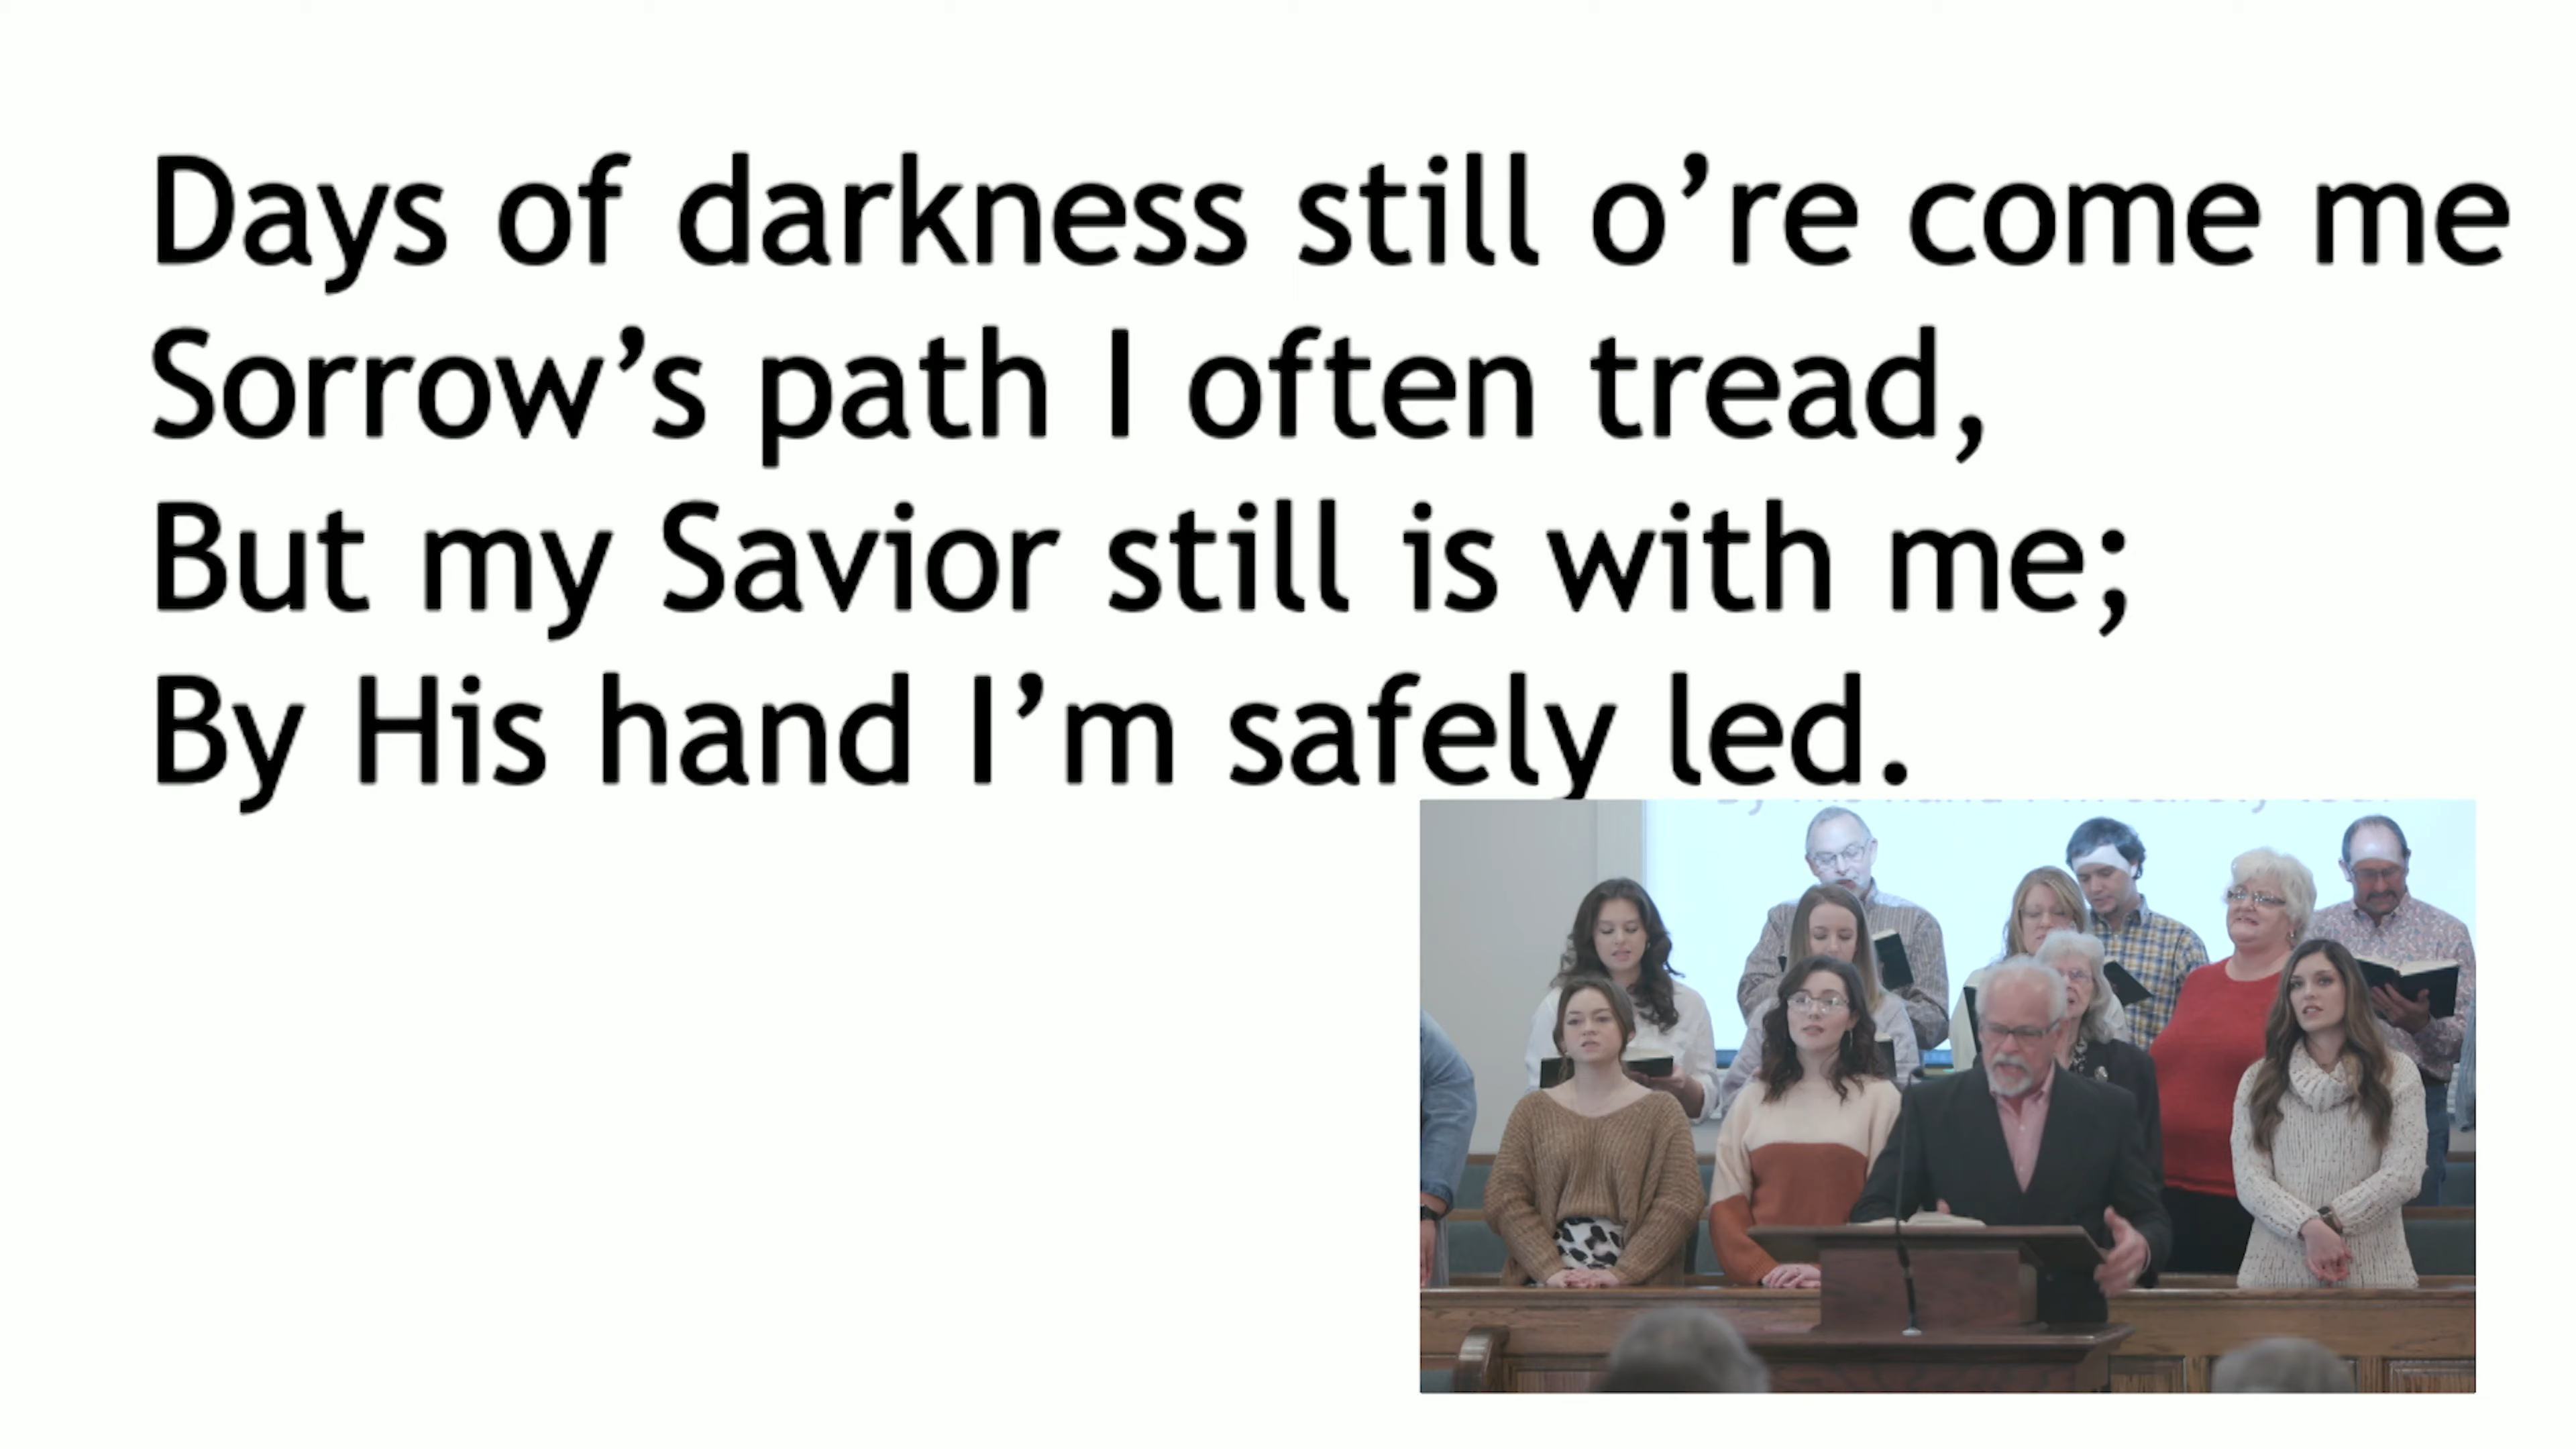 Days of darkness still o’re come me
Sorrow’s path I often tread,
But my Savior still is with me;
By His hand I’m safely led.